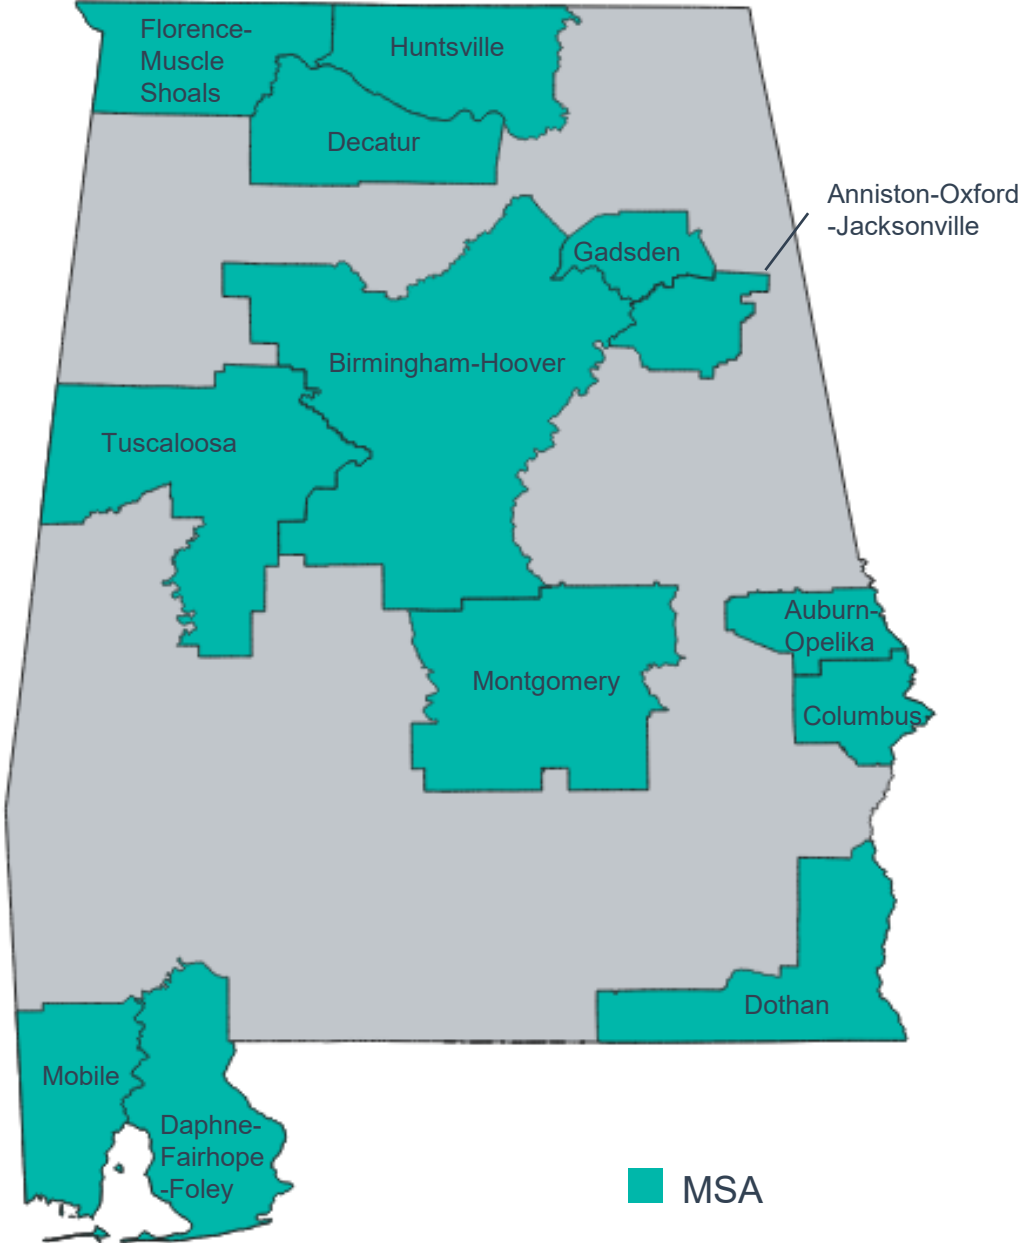 Florence-
Muscle
Shoals
Huntsville
Decatur
Anniston-Oxford
-Jacksonville
Gadsden
Birmingham-Hoover
Tuscaloosa
Auburn-
Opelika
Montgomery
Columbus
Dothan
Mobile
Daphne-
Fairhope
-Foley
MSA